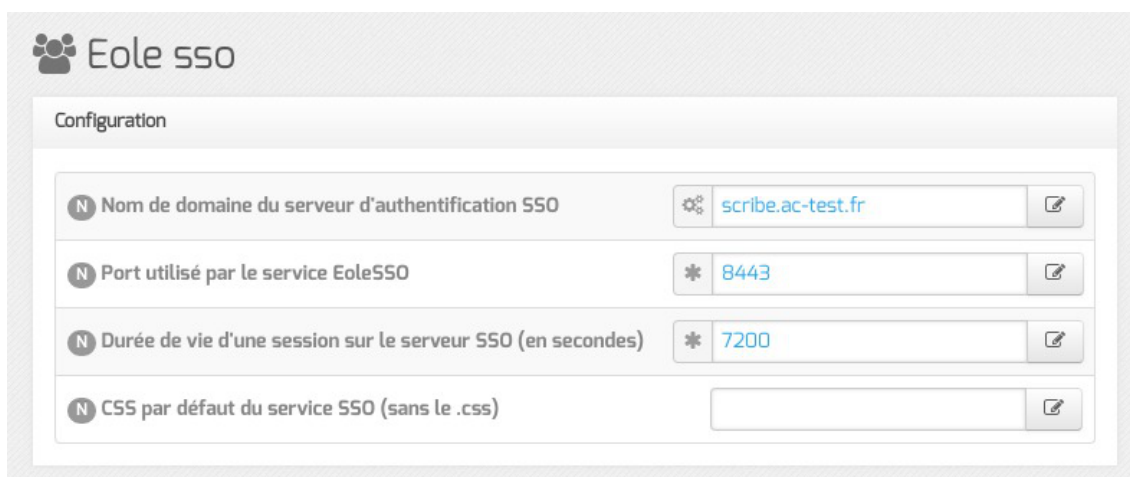 Eole sso
Configuration
N Nom de domaine du serveur d'authentification SSO scribe.ac-test.fr
N Port utilisé par le service EoleSSO * 8443
N Durée de vie d'une session sur le serveur SSO (en secondes) * 7200
N CSS par défaut du service SSO (sans le .css)